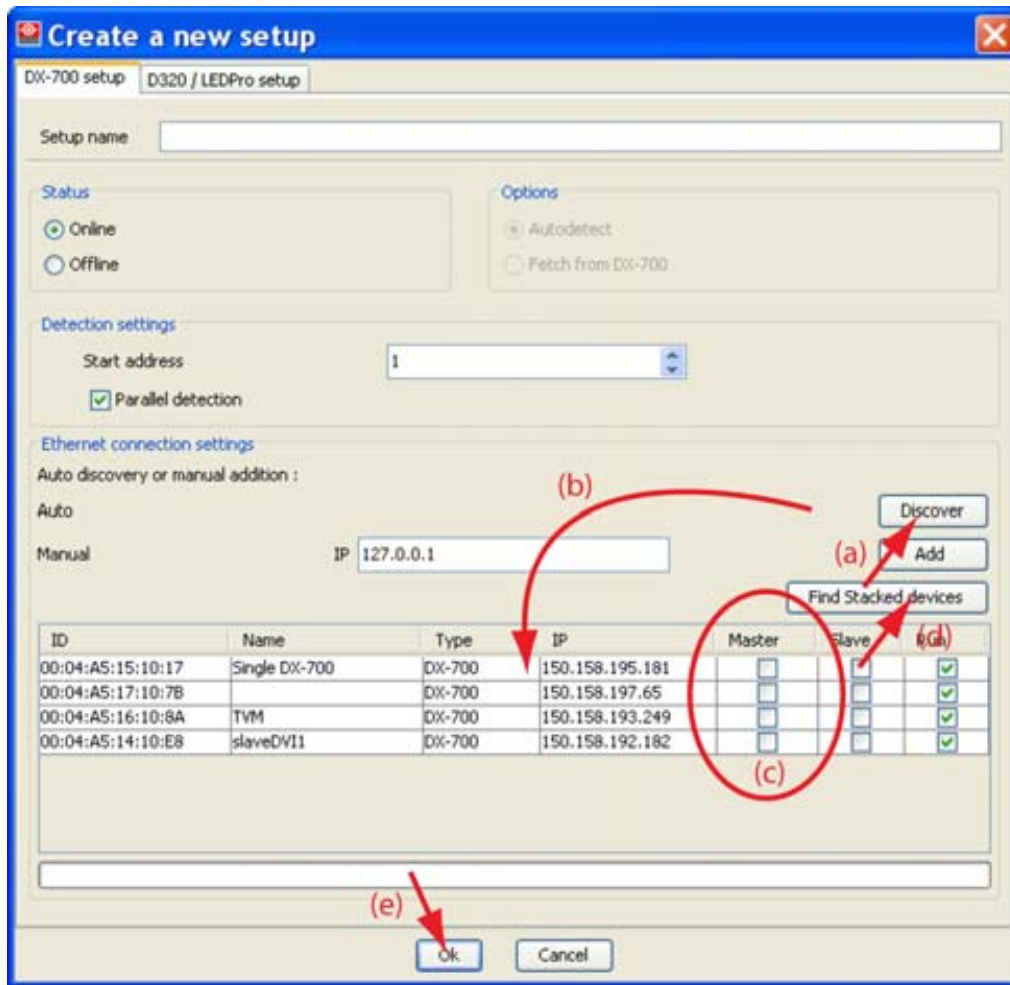 Create a new setup
DX-700 setup D320 / LEDPro setup
Setup name
Status
Online
Offline
Options
Autodetect
Fetch from DX-700
Detection settings
Start address 1
Parallel detection
Ethernet connection settings
Auto discovery or manual addition :
(b)
Auto Discover
(a)
Manual IP 127.0.0.1 Add
Find Stacked devices
(d)
ID Name Type IP Master Slave
00:04:A5:15:10:17 Single DX-700 DX-700 150.158.195.181
00:04:A5:17:10:7B DX-700 150.158.197.65
00:04:A5:16:10:8A TVM DX-700 150.158.193.249
00:04:A5:14:10:E8 slaveDVI1 DX-700 150.158.192.182
(c)
(e)
Ok Cancel